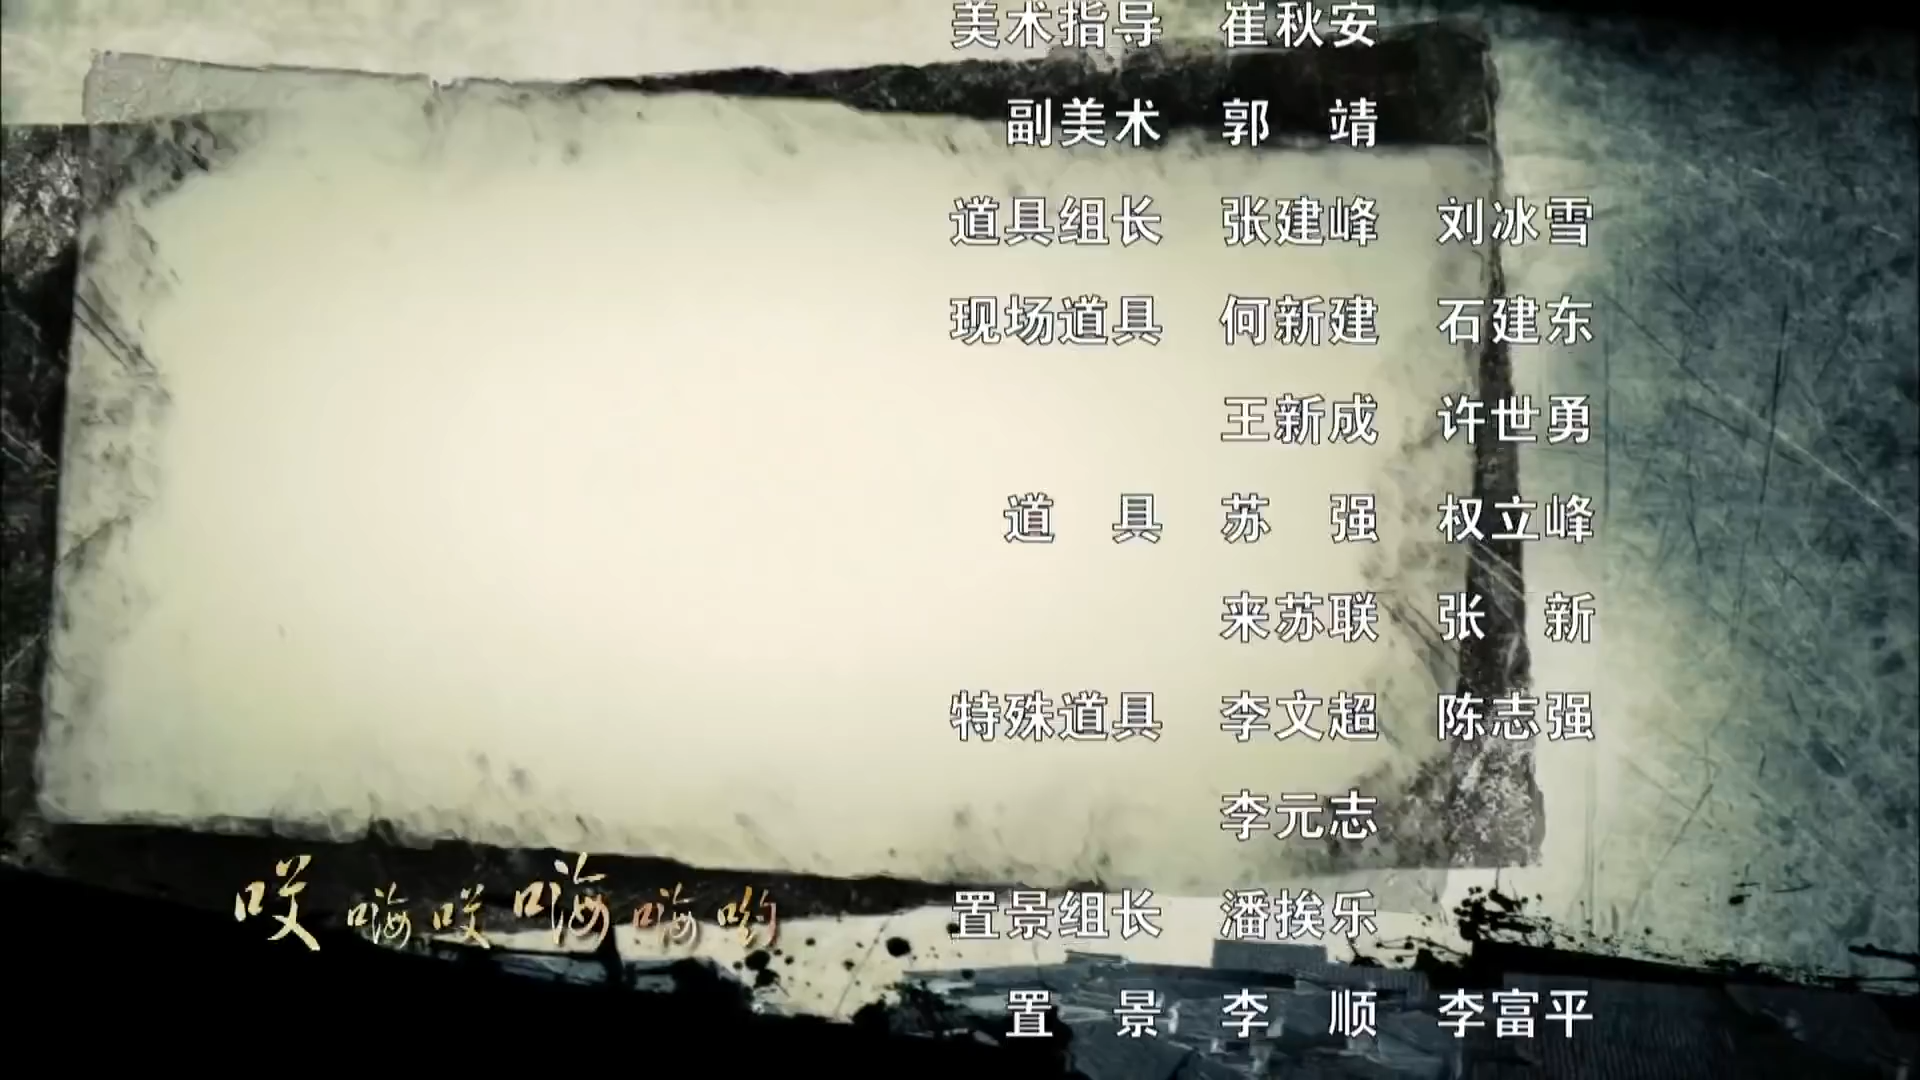 美术指导 崔秋安
副美术 郭 靖
道具组长 张建峰 刘冰雪
现场道具 何新建 石建东
王新成 许世勇
道 具 苏 强 权立峰
来苏联 张 新
特殊道具 李文超 陈志强
李元志
置景组长 潘挨乐
置 景 李 顺 李富平
哎嗨哎嗨嗨哟